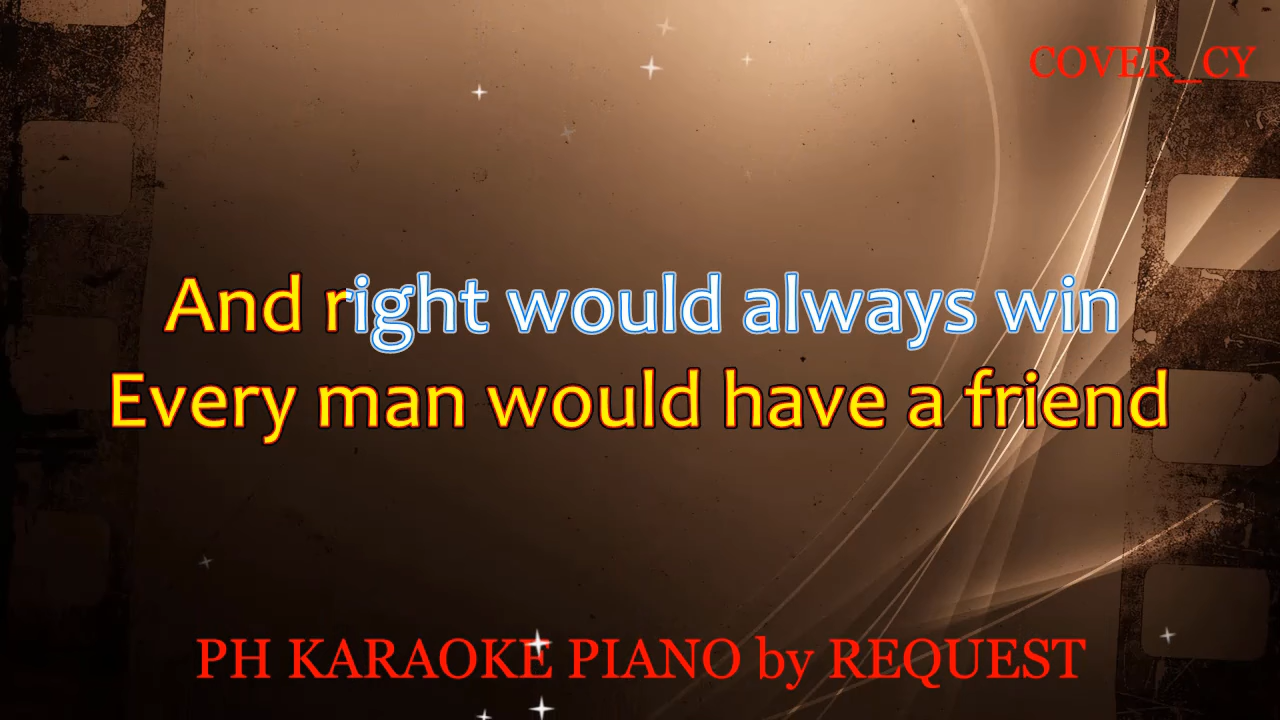 COVER_CY
And right would always win
Every man would have a friend
PH KARAOKE PIANO by REQUEST